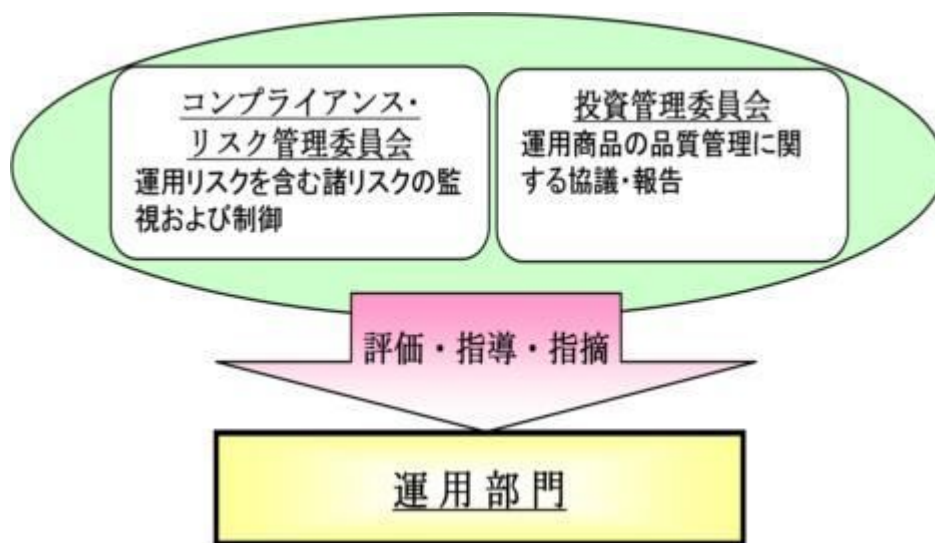 コンプライアンス・
リスク管理委員会
運用リスクを含む諸リスクの監
視および制御
投資管理委員会
運用商品の品質管理に関
する協議・報告
評価・指導・指摘
運用部門